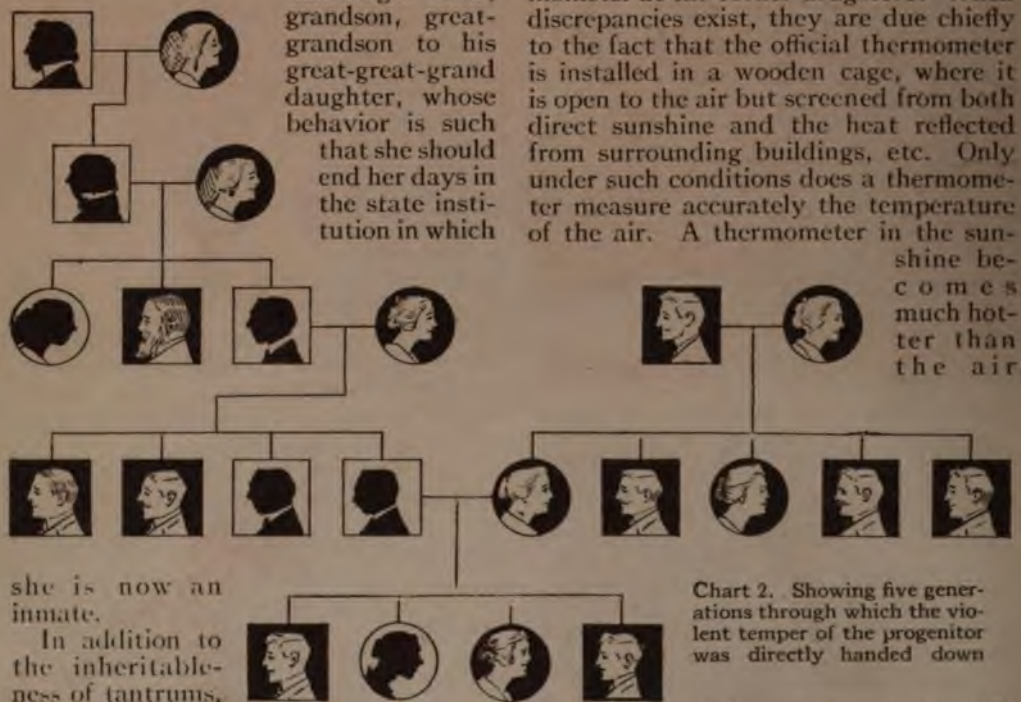 grandson, great-
grandson to his
great-great-grand
daughter, whose
behavior is such
that she should
end her days in
the state insti-
tution in which
she is now an
inmate.
In addition to
the inheritable-
ness of tantrums,
discrepancies exist, they are due chiefly
to the fact that the official thermometer
is installed in a wooden cage, where it
is open to the air but screened from both
direct sunshine and the heat reflected
from surrounding buildings, etc. Only
under such conditions does a thermome-
ter measure accurately the temperature
of the air. A thermometer in the sun-
shine be-
comes
much hot-
ter than
the air
Chart 2. Showing five gener-
ations through which the vio-
lent temper of the progenitor
was directly handed down